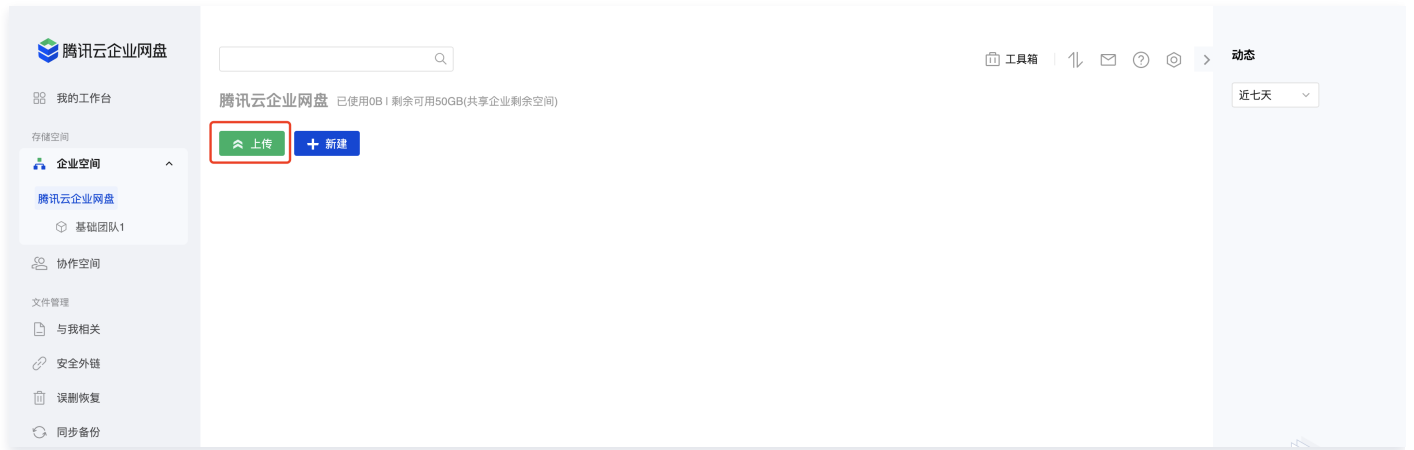 腾讯云企业网盘
我的工作台
存储空间
企业空间
腾讯云企业网盘
基础团队1
协作空间
文件管理
与我相关
安全外链
误删恢复
同步备份
工具箱
腾讯云企业网盘 已使用0B | 剩余可用50GB(共享企业剩余空间)
上传 新建
动态
近七天